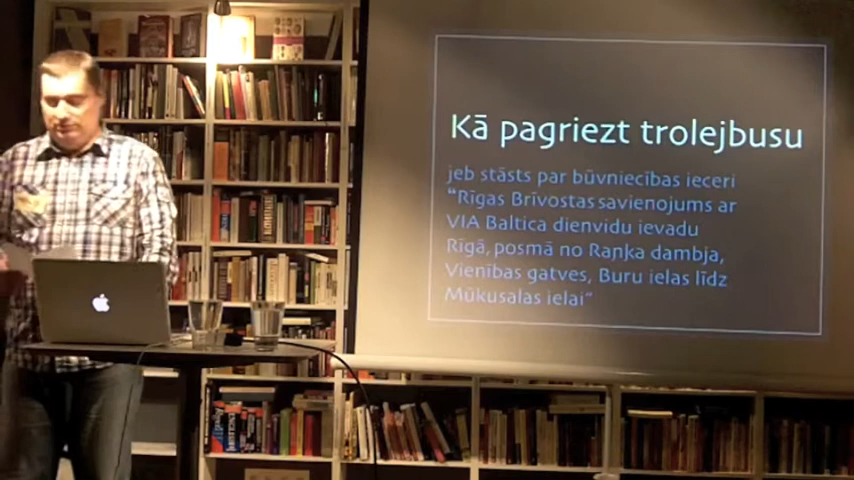 Kā pagriezt trolejbusu
jeb stāsts par būvniecības ieceri
“Rīgas Brīvostas savienojums ar
VIA Baltica dienvidu ievadu
Rīgā, posmā no Raņķa dambja,
Vienības gatves, Buru ielas līdz
Mūkusalas ielai“